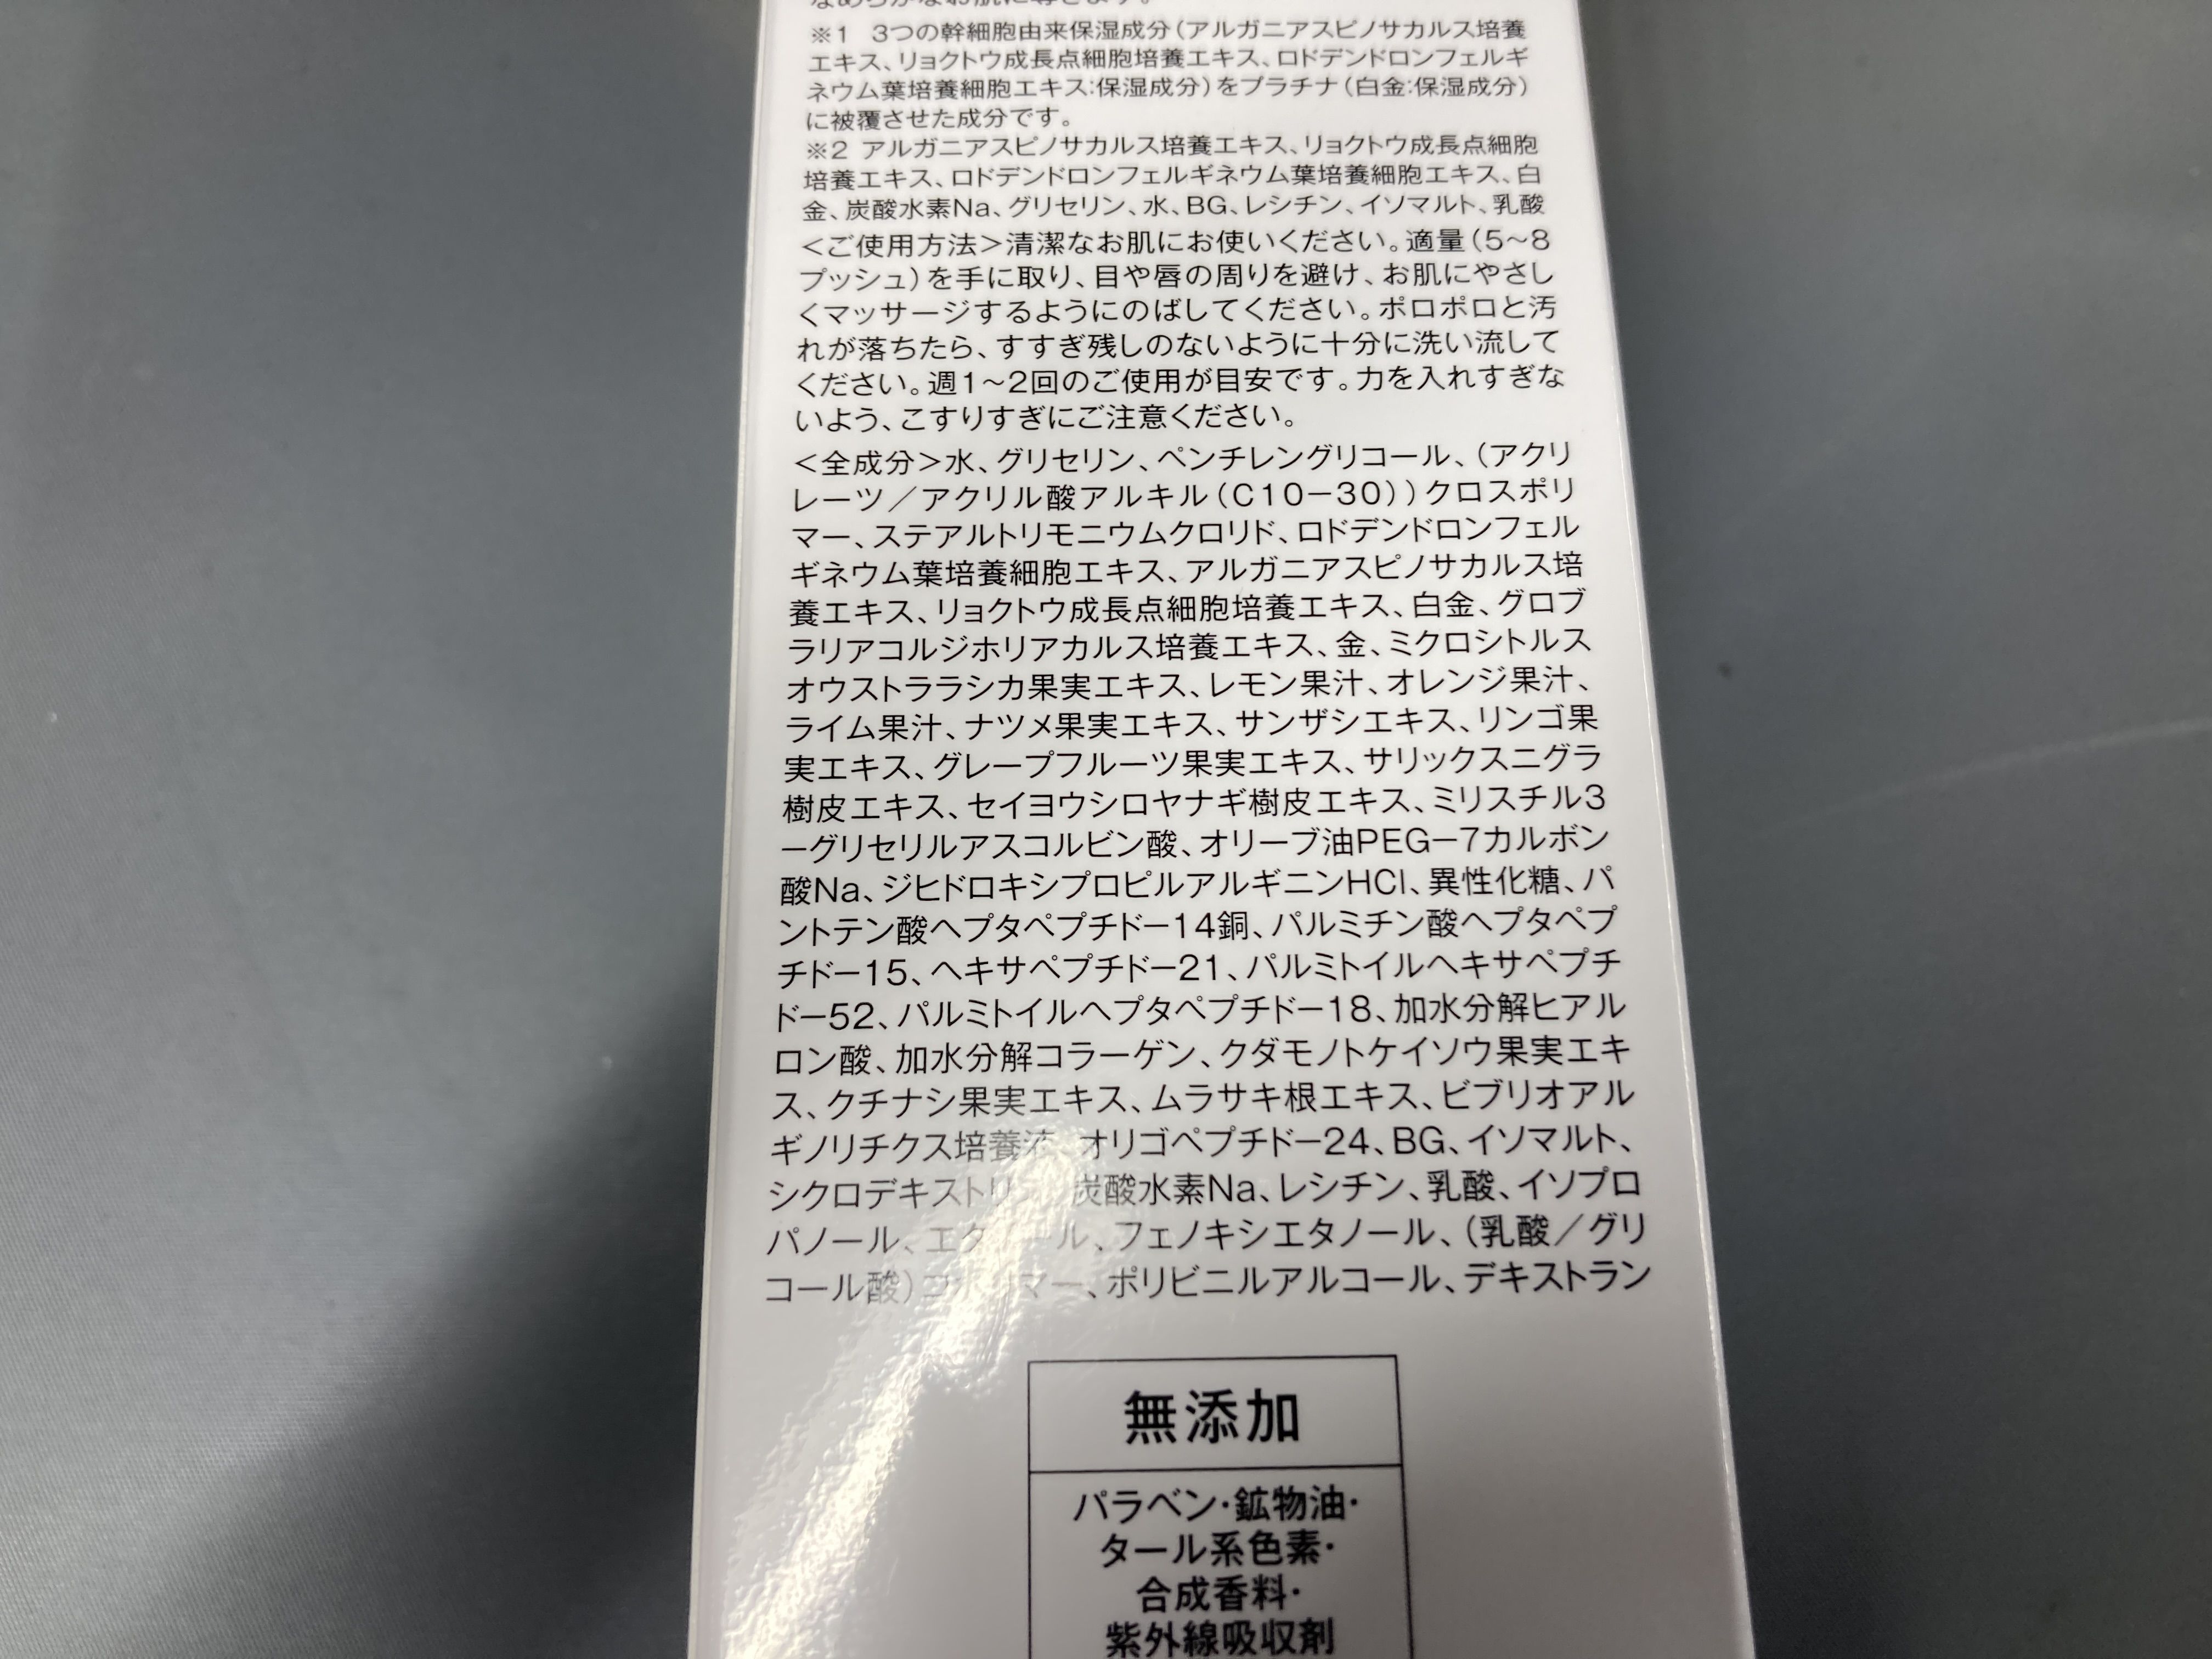 なめらかなお肌に導きます。
※1 3つの幹細胞由来保湿成分(アルガニアスピノサカルス培養
エキス、リョクトウ成長点細胞培養エキス、ロドデンドロンフェルギ
ネウム葉培養細胞エキス:保湿成分)をプラチナ(白金:保湿成分)
に被覆させた成分です。
※2 アルガニアスピノサカルス培養エキス、リョクトウ成長点細胞
培養エキス、ロドデンドロンフェルギネウム葉培養細胞エキス、白
金、炭酸水素Na、グリセリン、水、BG、レシチン、イソマルト、乳酸
<ご使用方法>清潔なお肌にお使いください。適量(5~8
プッシュ)を手に取り、目や唇の周りを避け、お肌にやさし
くマッサージするようにのばしてください。ポロポロと汚
れが落ちたら、すすぎ残しのないように十分に洗い流して
ください。週1~2回のご使用が目安です。力を入れすぎな
いよう、こすりすぎにご注意ください。
<全成分>水、グリセリン、ペンチレングリコール、(アクリ
レーツ/アクリル酸アルキル(C10-30))クロスポリ
マー、ステアルトリモニウムクロリド、ロドデンドロンフェル
ギネウム葉培養細胞エキス、アルガニアスピノサカルス培
養エキス、リョクトウ成長点細胞培養エキス、白金、グロブ
ラリアコルジホリアカルス培養エキス、金、ミクロシトルス
オウストララシカ果実エキス、レモン果汁、オレンジ果汁、
ライム果汁、ナツメ果実エキス、サンザシエキス、リンゴ果
実エキス、グレープフルーツ果実エキス、サリックスニグラ
樹皮エキス、セイヨウシロヤナギ樹皮エキス、ミリスチル3
-グリセリルアスコルビン酸、オリーブ油PEG-7カルボン
酸Na、ジヒドロキシプロピルアルギニンHCl、異性化糖、パ
ントテン酸ヘプタペプチド-14銅、パルミチン酸ヘプタペプ
チド-15、ヘキサペプチド-21、パルミトイルヘキサペプチ
ド-52、パルミトイルヘプタペプチド-18、加水分解ヒアル
ロン酸、加水分解コラーゲン、クダモノトケイソウ果実エキ
ス、クチナシ果実エキス、ムラサキ根エキス、ビブリオアル
ギノリチクス培養液、オリゴペプチド-24、BG、イソマルト、
シクロデキストリン、炭酸水素Na、レシチン、乳酸、イソプロ
パノール、エタノール、フェノキシエタノール、(乳酸/グリ
コール酸)コポリマー、ポリビニルアルコール、デキストラン
無添加
パラベン・鉱物油・
タール系色素・
合成香料・
紫外線吸収剤